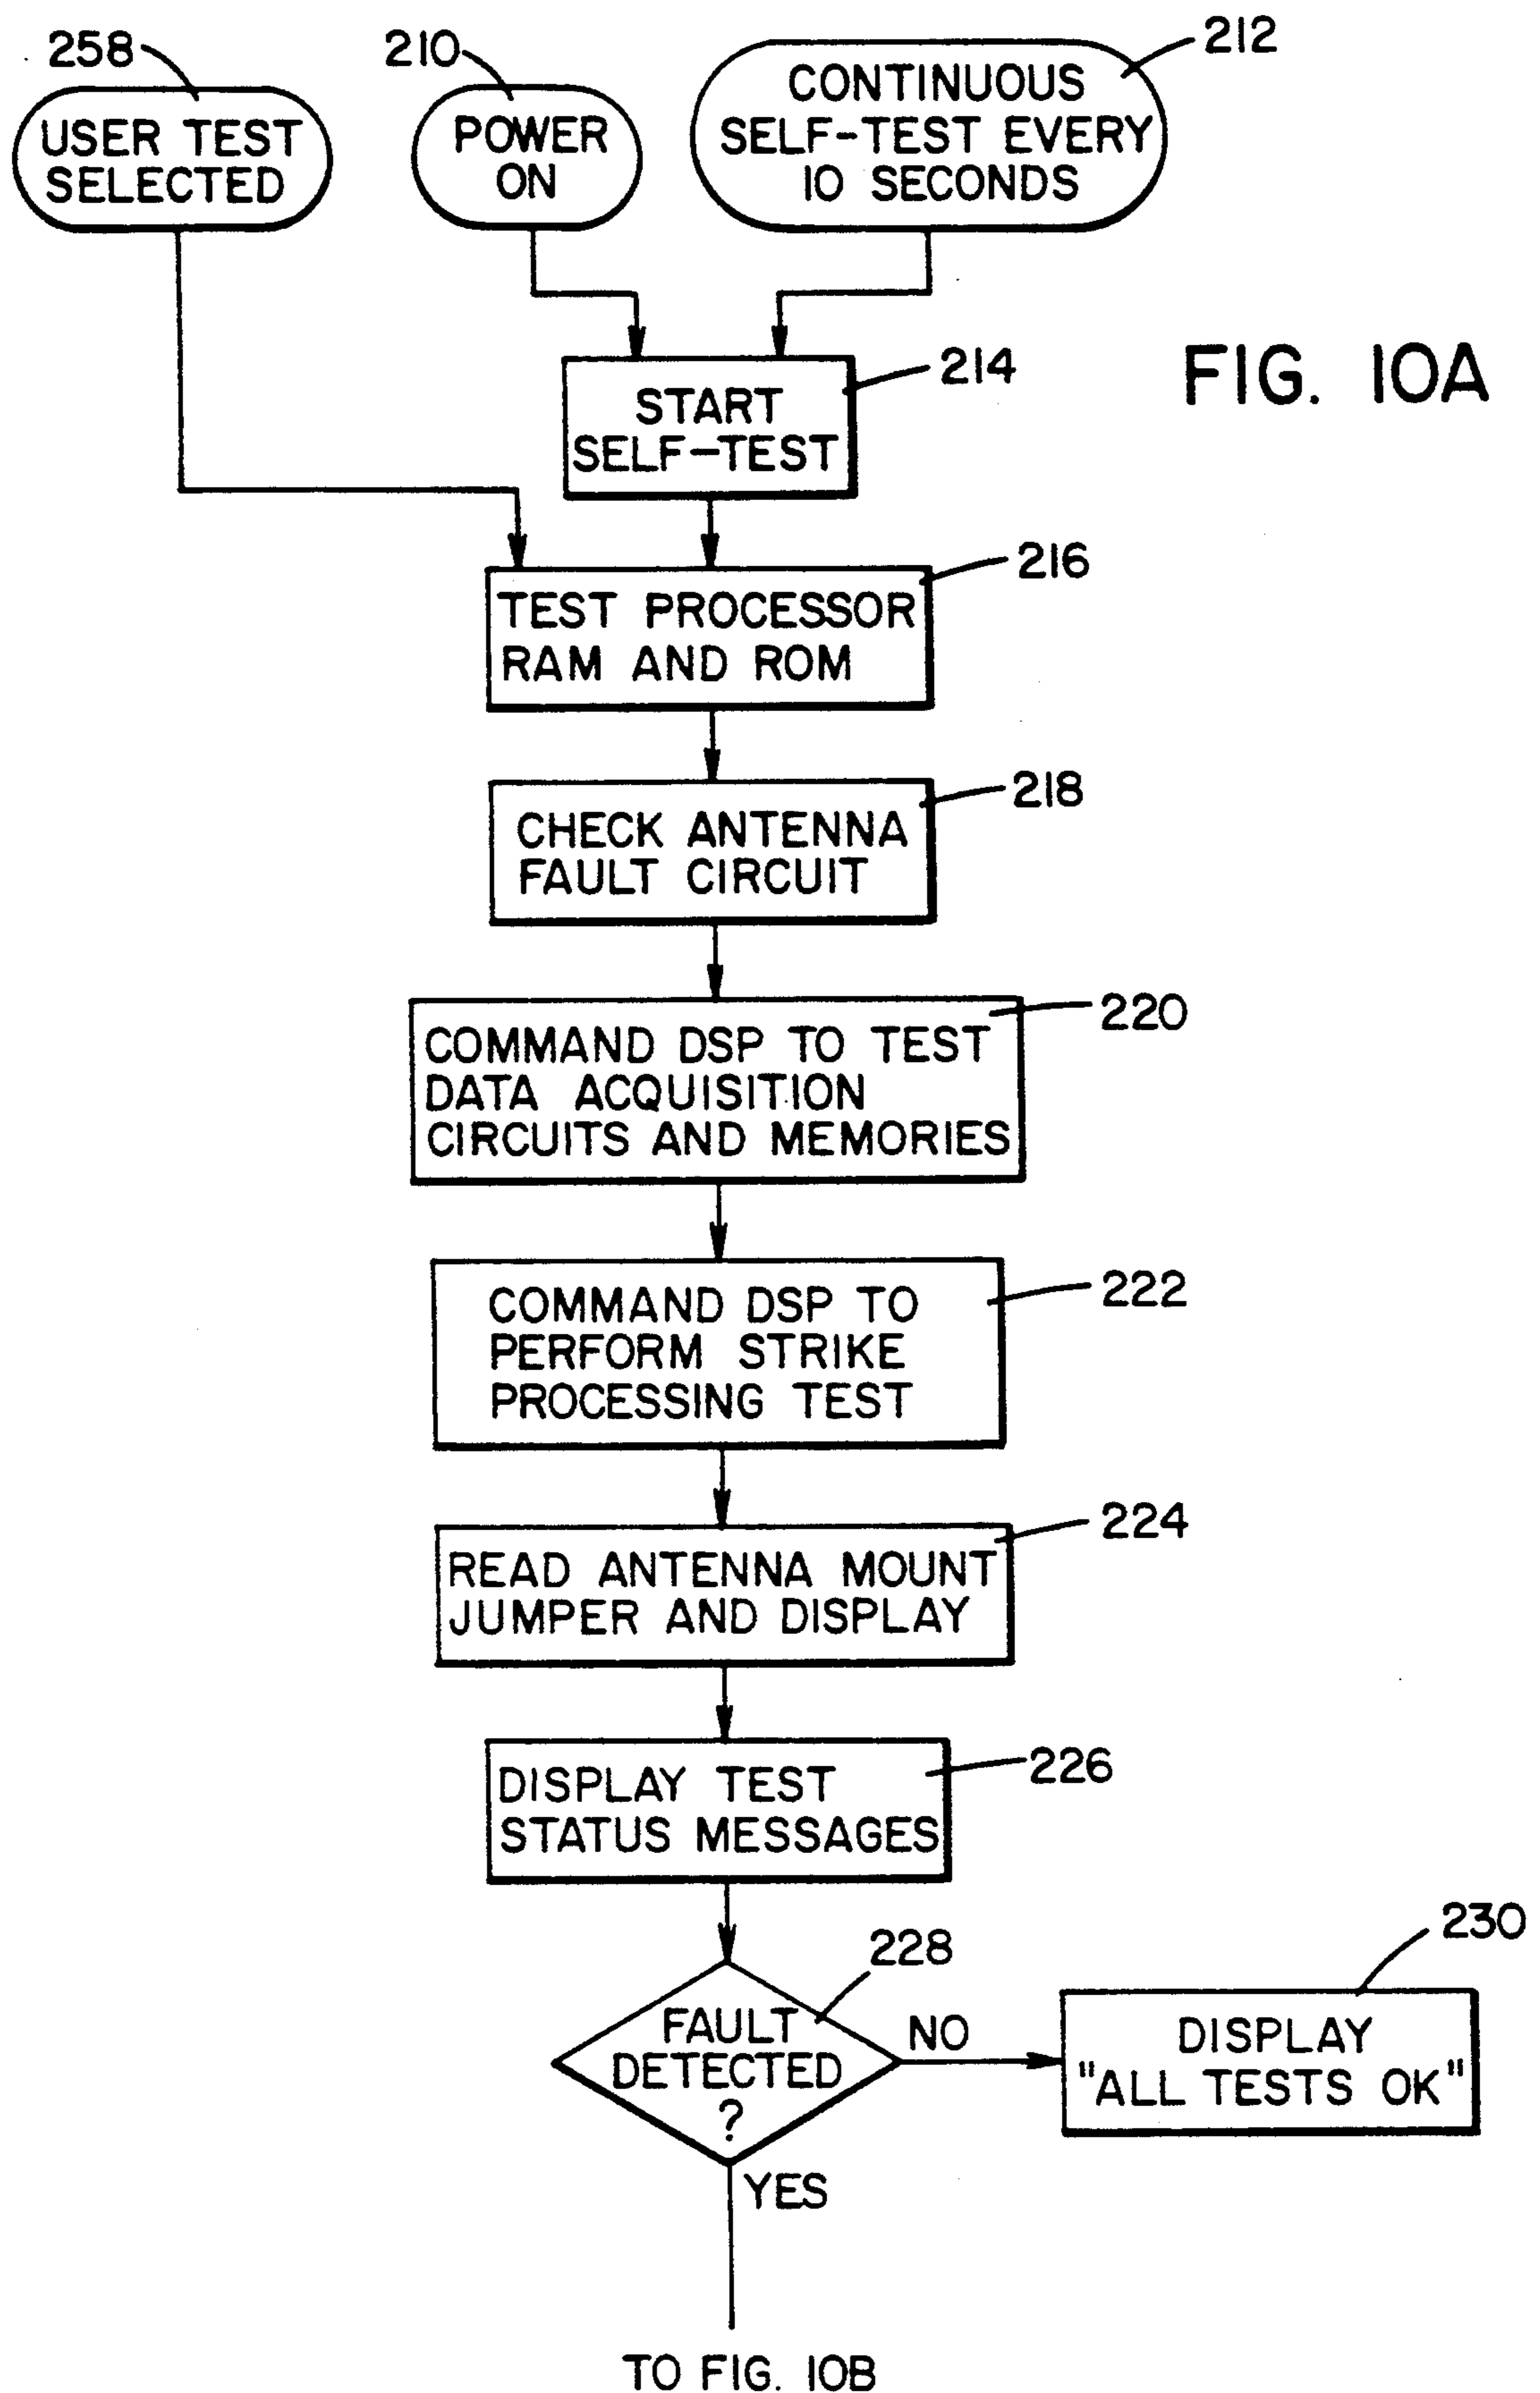 258
USER TEST
SELECTED
210
POWER
ON
212
CONTINUOUS
SELF-TEST EVERY
10 SECONDS
FIG. 10A
214
START
SELF-TEST
216
TEST PROCESSOR
RAM AND ROM
218
CHECK ANTENNA
FAULT CIRCUIT
220
COMMAND DSP TO TEST
DATA ACQUISITION
CIRCUITS AND MEMORIES
222
COMMAND DSP TO
PERFORM STRIKE
PROCESSING TEST
224
READ ANTENNA MOUNT
JUMPER AND DISPLAY
226
DISPLAY TEST
STATUS MESSAGES
228
FAULT
DETECTED
?
NO
230
DISPLAY
"ALL TESTS OK"
YES
TO FIG. 10B